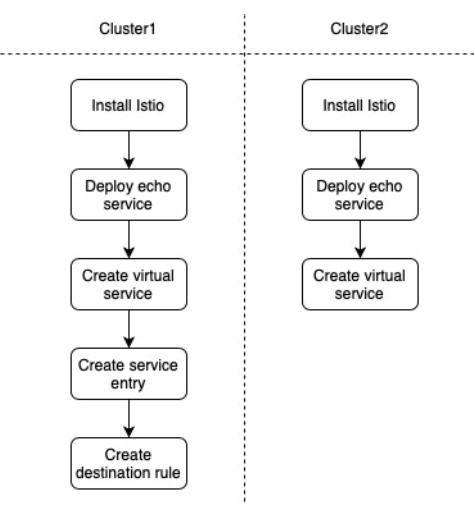 Cluster1
Cluster2
Install Istio
Deploy echo
service
Create virtual
service
Create service
entry
Create
destination rule
Install Istio
Deploy echo
service
Create virtual
service